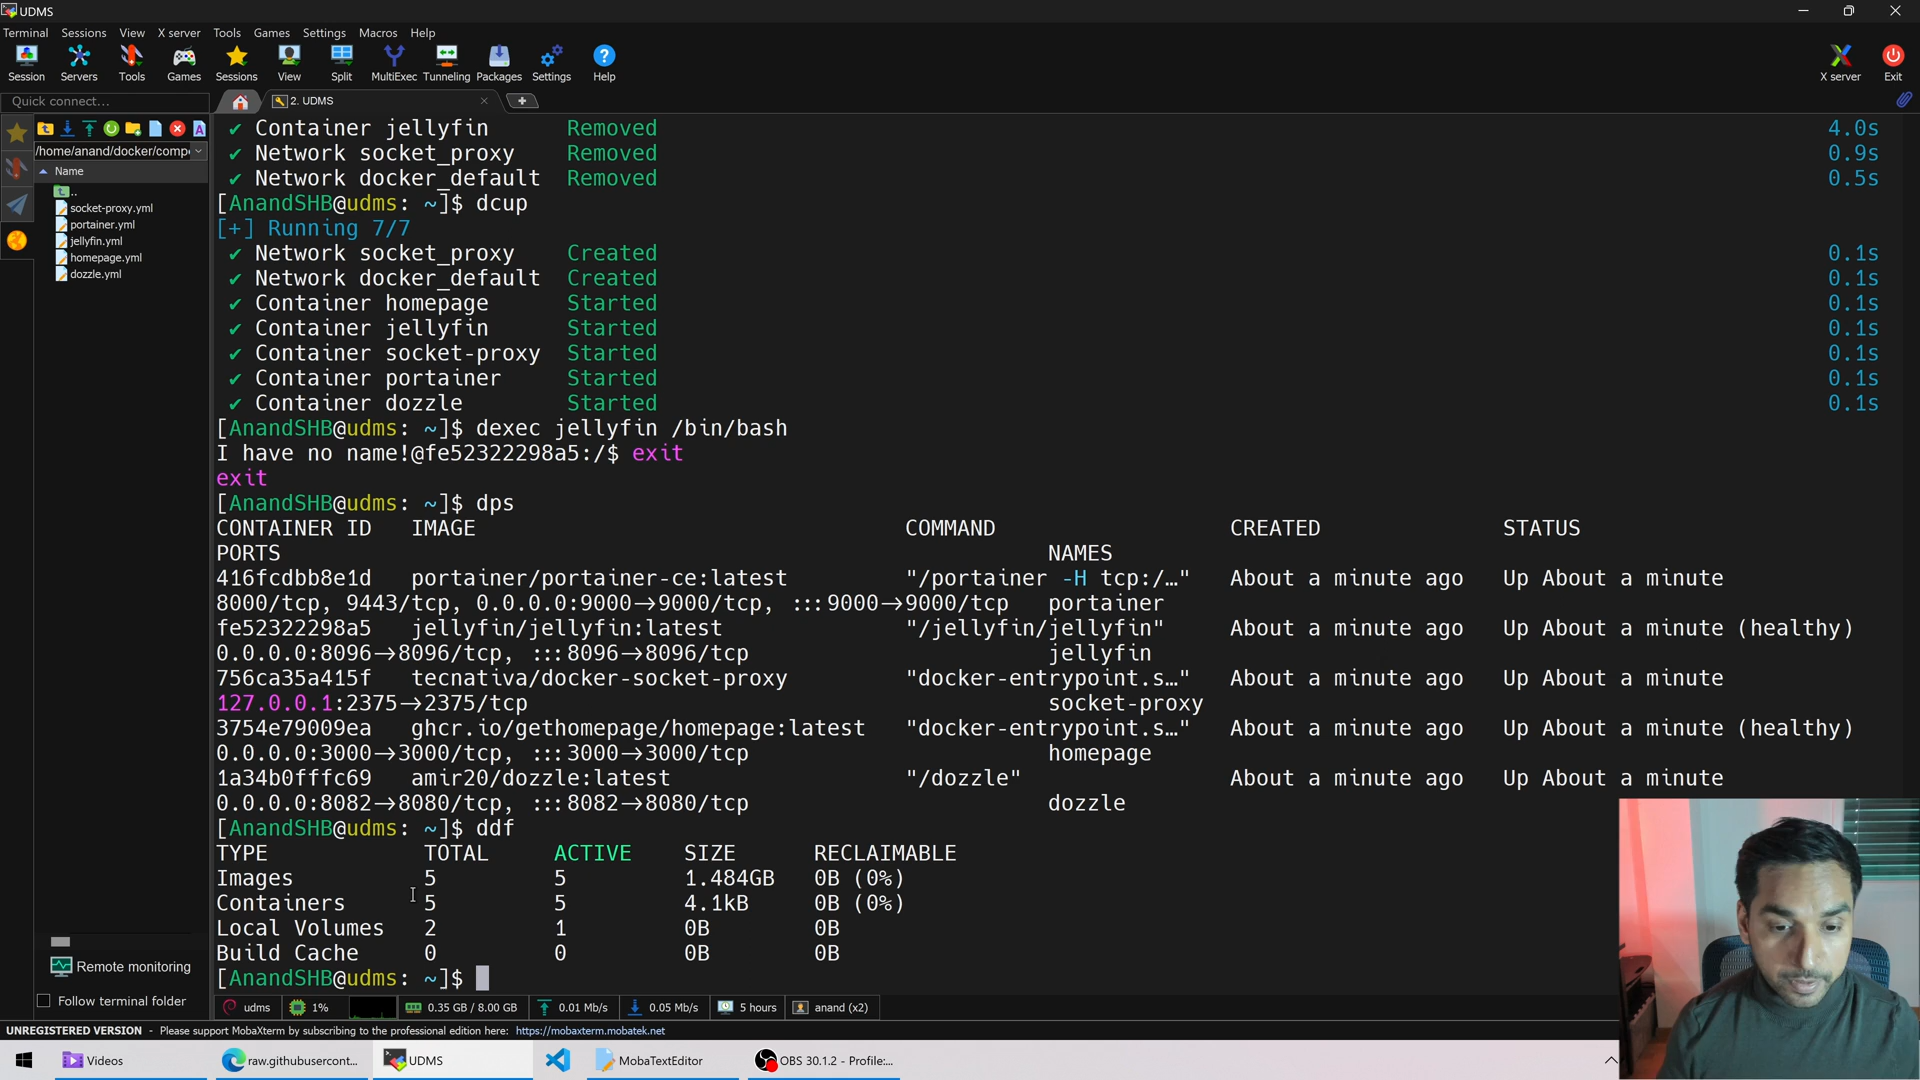 UDMS
Terminal Sessions View X server Tools Games Settings Macros Help
Session Servers Tools Games Sessions View Split MultiExec Tunneling Packages Settings Help X server Exit
Quick connect...
2. UDMS
/home/anand/docker/comp
Name
..
socket-proxy.yml
portainer.yml
jellyfin.yml
homepage.yml
dozzle.yml
✔ Container jellyfin Removed 4.0s
✔ Network socket_proxy Removed 0.9s
✔ Network docker_default Removed 0.5s
[AnandSHB@udms: ~]$ dcup
[+] Running 7/7
✔ Network socket_proxy Created 0.1s
✔ Network docker_default Created 0.1s
✔ Container homepage Started 0.1s
✔ Container jellyfin Started 0.1s
✔ Container socket-proxy Started 0.1s
✔ Container portainer Started 0.1s
✔ Container dozzle Started 0.1s
[AnandSHB@udms: ~]$ dexec jellyfin /bin/bash
I have no name!@fe52322298a5:/$ exit
exit
[AnandSHB@udms: ~]$ dps
CONTAINER ID IMAGE COMMAND CREATED STATUS
PORTS NAMES
416fcdbb8e1d portainer/portainer-ce:latest "/portainer -H tcp:/…" About a minute ago Up About a minute
8000/tcp, 9443/tcp, 0.0.0.0:9000->9000/tcp, :::9000->9000/tcp portainer
fe52322298a5 jellyfin/jellyfin:latest "/jellyfin/jellyfin" About a minute ago Up About a minute (healthy)
0.0.0.0:8096->8096/tcp, :::8096->8096/tcp jellyfin
756ca35a415f tecnativa/docker-socket-proxy "docker-entrypoint.s…" About a minute ago Up About a minute
127.0.0.1:2375->2375/tcp socket-proxy
3754e79009ea ghcr.io/gethomepage/homepage:latest "docker-entrypoint.s…" About a minute ago Up About a minute (healthy)
0.0.0.0:3000->3000/tcp, :::3000->3000/tcp homepage
1a34b0fffc69 amir20/dozzle:latest "/dozzle" About a minute ago Up About a minute
0.0.0.0:8082->8080/tcp, :::8082->8080/tcp dozzle
[AnandSHB@udms: ~]$ ddf
TYPE TOTAL ACTIVE SIZE RECLAIMABLE
Images 5 5 1.484GB 0B (0%)
Containers 5 5 4.1kB 0B (0%)
Local Volumes 2 1 0B 0B
Build Cache 0 0 0B 0B
[AnandSHB@udms: ~]$
Remote monitoring
Follow terminal folder
udms 1% 0.35 GB / 8.00 GB 0.01 Mb/s 0.05 Mb/s 5 hours anand (x2)
UNREGISTERED VERSION - Please support MobaXterm by subscribing to the professional edition here: https://mobaxterm.mobatek.net
Videos raw.githubusercont... UDMS MobaTextEditor OBS 30.1.2 - Profile:...